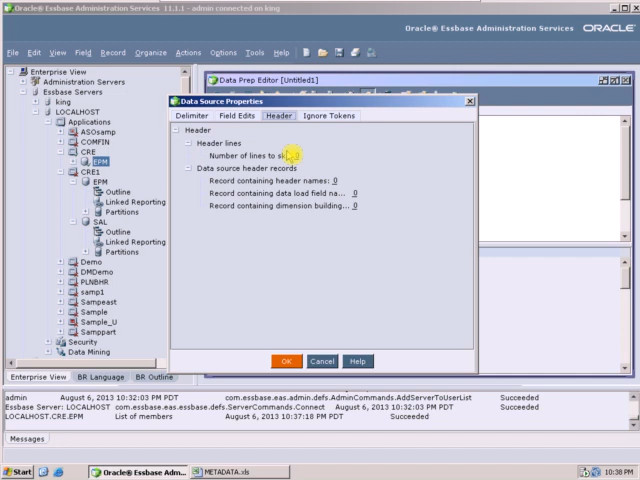 Oracle® Essbase Administration Services 11.1.1 - admin connected on king
Oracle® Essbase Administration Services ORACLE
File Edit View Field Record Organize Actions Options Tools Help
Enterprise View
Administration Servers
Essbase Servers
king
LOCALHOST
Applications
ASOsamp
COMFIN
CRE
EPM
CRE1
EPM
Outline
Linked Reporting
Partitions
SAL
Outline
Linked Reporting
Partitions
Demo
DMDemo
PLNBHR
samp1
Sampeast
Sample
Sample_U
Samppart
Security
Data Mining
Enterprise View BR Language BR Outline
Data Prep Editor [Untitled1]
Data Source Properties
Delimiter Field Edits Header Ignore Tokens
Header
Header lines
Number of lines to
Data source header records
Record containing header names: 0
Record containing data load field na... 0
Record containing dimension building... 0
OK Cancel Help
admin August 6, 2013 10:32:03 PM PDT com.essbase.eas.admin.defs.AdminCommands.AddServerToUserList Succeeded
Essbase Server: LOCALHOST com.essbase.eas.essbase.defs.ServerCommands.Connect August 6, 2013 10:32:03 PM PDT Succeeded
LOCALHOST.CRE.EPM List of members August 6, 2013 10:37:18 PM PDT Succeeded
Messages
Start Oracle® Essbase Adm... METADATA.xls 10:38 PM